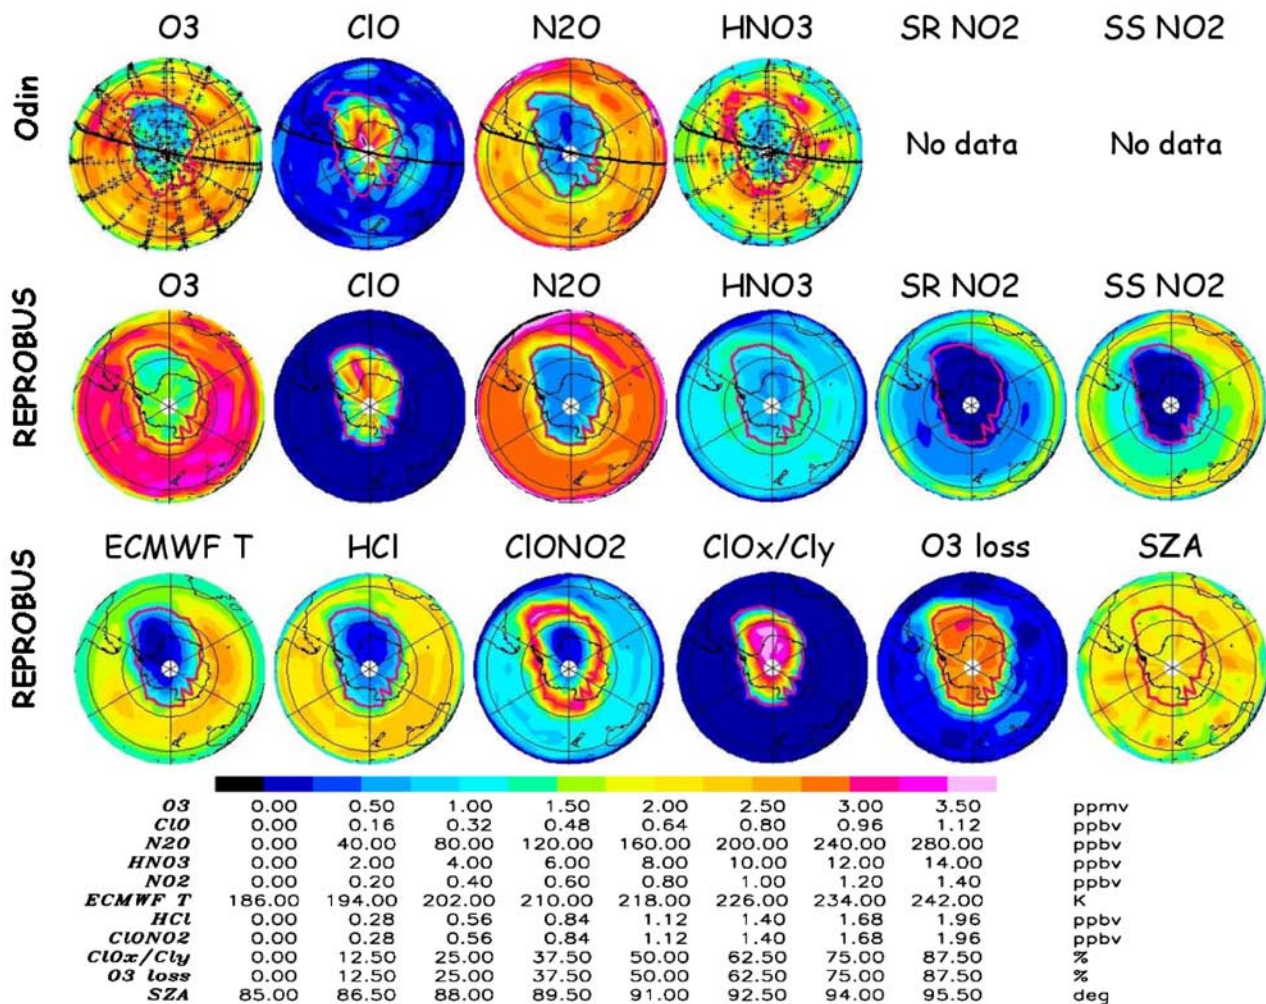 O3 ClO N2O HNO3 SR NO2 SS NO2
Odin
No data No data
O3 ClO N2O HNO3 SR NO2 SS NO2
REPROBUS
ECMWF T HCl ClONO2 ClOx/Cly O3 loss SZA
REPROBUS
O3 0.00 0.50 1.00 1.50 2.00 2.50 3.00 3.50 ppmv
ClO 0.00 0.16 0.32 0.48 0.64 0.80 0.96 1.12 ppbv
N2O 0.00 40.00 80.00 120.00 160.00 200.00 240.00 280.00 ppbv
HNO3 0.00 2.00 4.00 6.00 8.00 10.00 12.00 14.00 ppbv
NO2 0.00 0.20 0.40 0.60 0.80 1.00 1.20 1.40 ppbv
ECMWF T 186.00 194.00 202.00 210.00 218.00 226.00 234.00 242.00 K
HCl 0.00 0.28 0.56 0.84 1.12 1.40 1.68 1.96 ppbv
ClONO2 0.00 0.28 0.56 0.84 1.12 1.40 1.68 1.96 ppbv
ClOx/Cly 0.00 12.50 25.00 37.50 50.00 62.50 75.00 87.50 %
O3 loss 0.00 12.50 25.00 37.50 50.00 62.50 75.00 87.50 %
SZA 85.00 86.50 88.00 89.50 91.00 92.50 94.00 95.50 deg